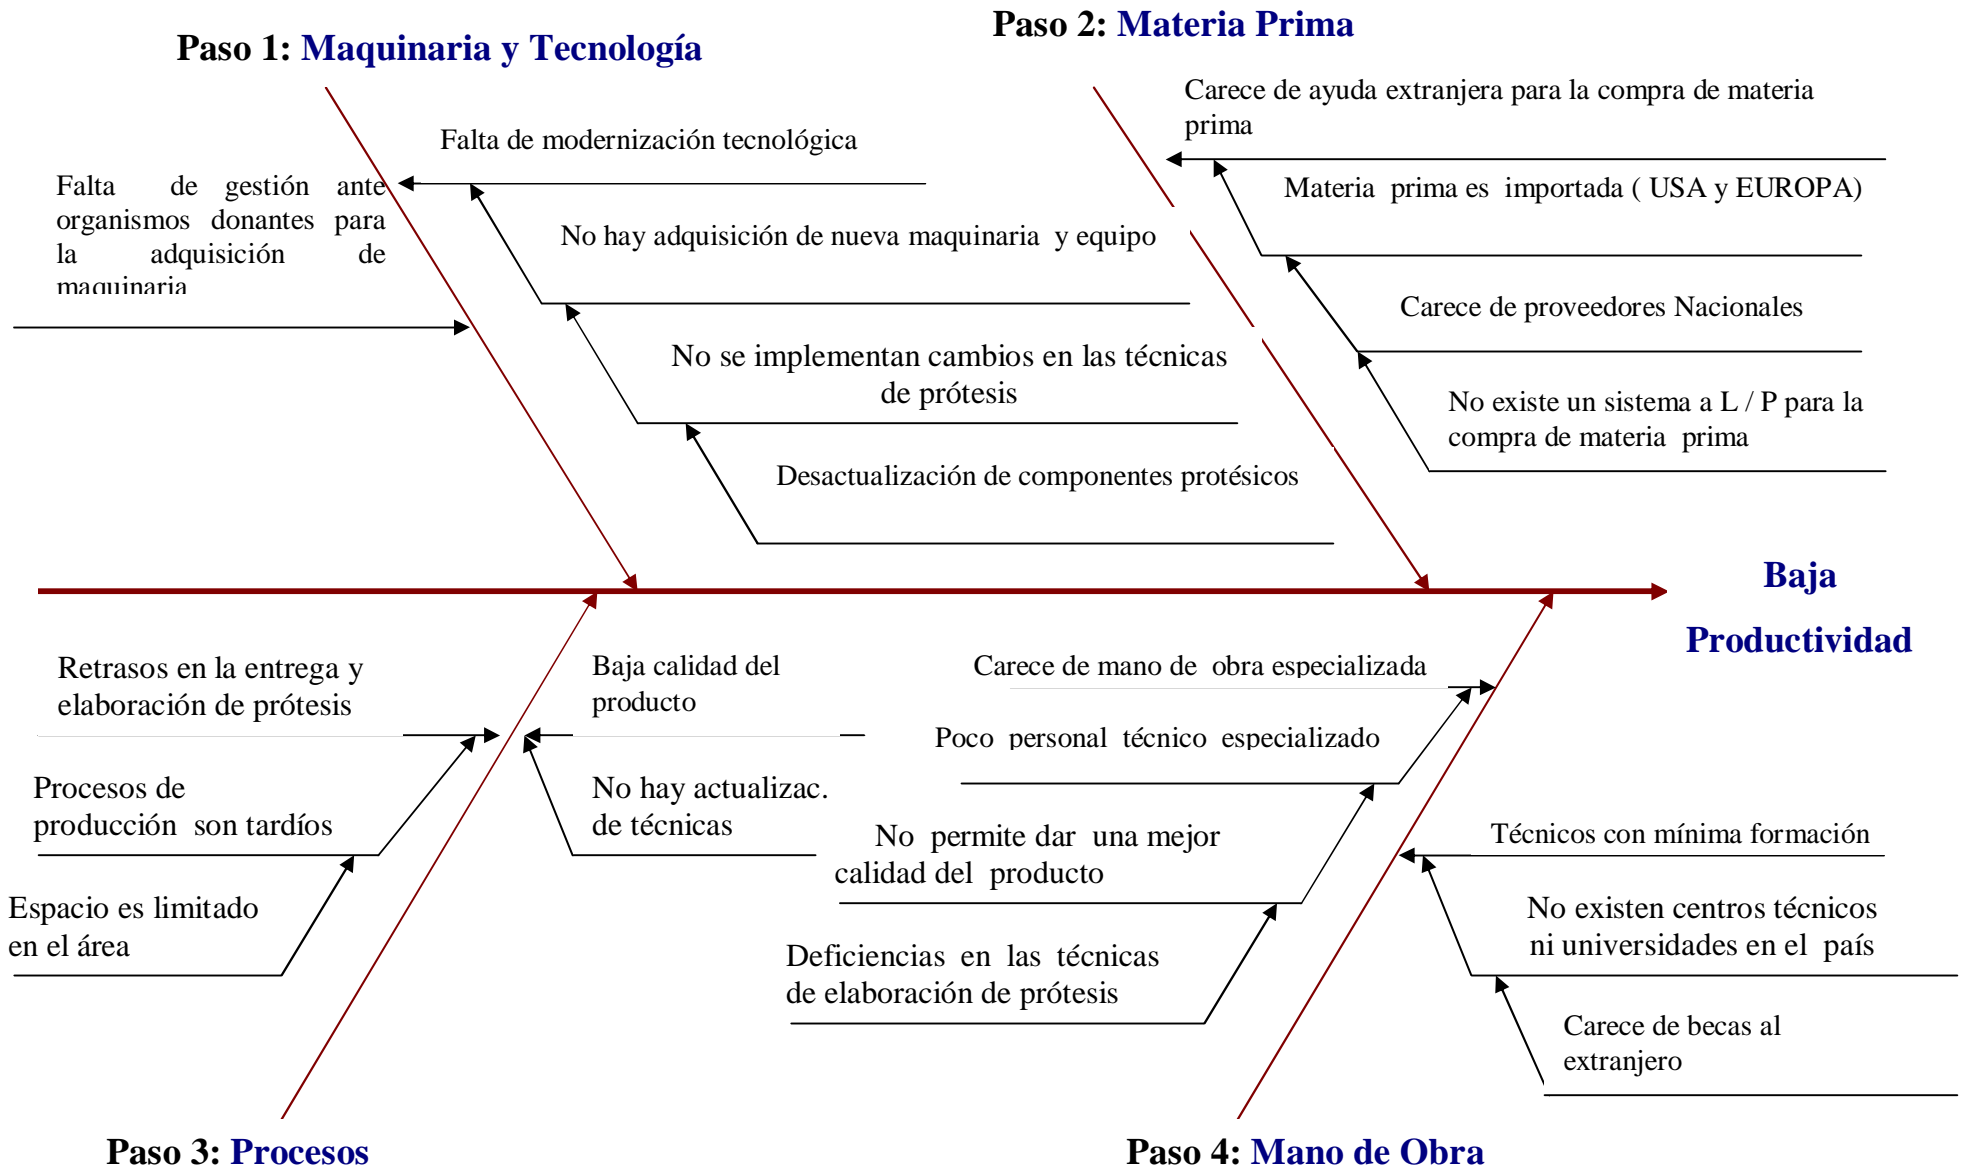 Paso 1: Maquinaria y Tecnología
Paso 2: Materia Prima
Falta de gestión ante
organismos donantes para
la adquisición de
maquinaria
Falta de modernización tecnológica
No hay adquisición de nueva maquinaria y equipo
No se implementan cambios en las técnicas
de prótesis
Desactualización de componentes protésicos
Carece de ayuda extranjera para la compra de materia
prima
Materia prima es importada ( USA y EUROPA)
Carece de proveedores Nacionales
No existe un sistema a L / P para la
compra de materia prima
Baja
Productividad
Retrasos en la entrega y
elaboración de prótesis
Procesos de
producción son tardíos
Espacio es limitado
en el área
Baja calidad del
producto
No hay actualizac.
de técnicas
Carece de mano de obra especializada
Poco personal técnico especializado
No permite dar una mejor
calidad del producto
Deficiencias en las técnicas
de elaboración de prótesis
Técnicos con mínima formación
No existen centros técnicos
ni universidades en el país
Carece de becas al
extranjero
Paso 3: Procesos
Paso 4: Mano de Obra